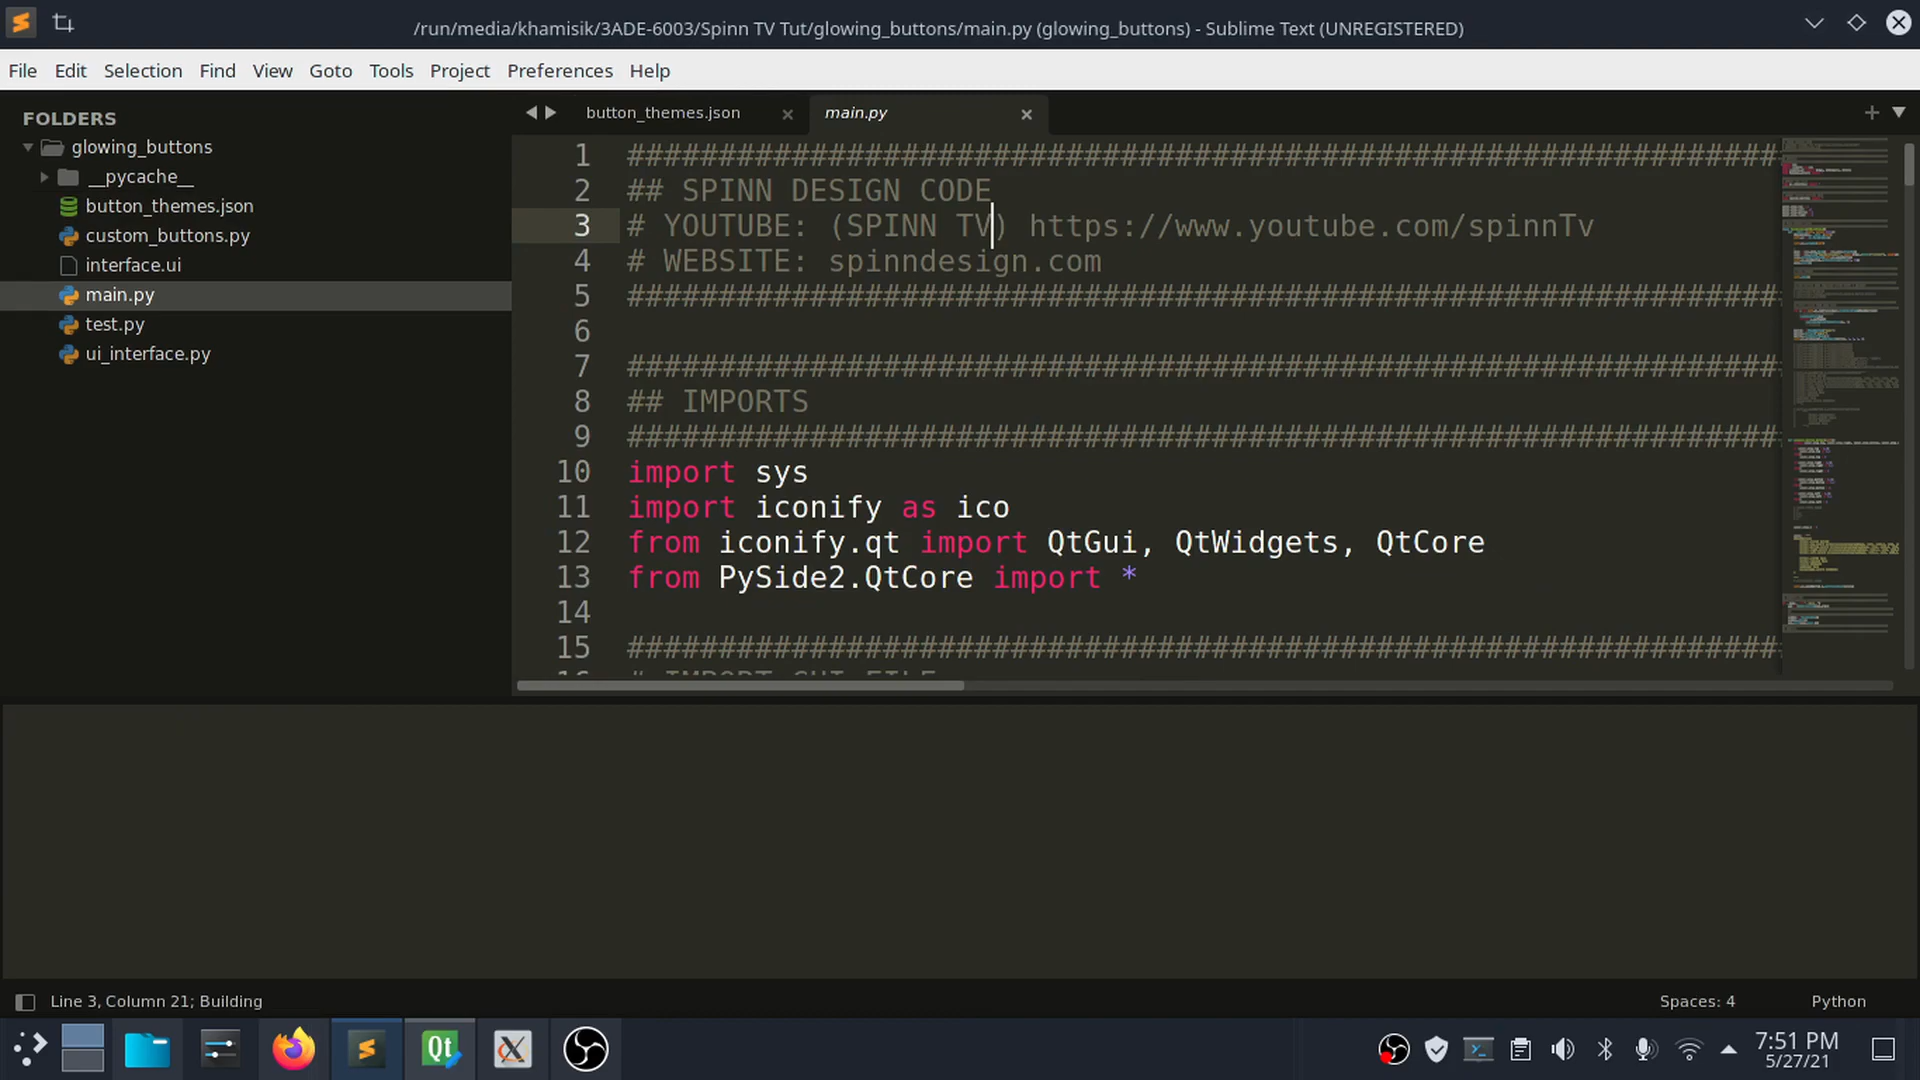 /run/media/khamisik/3ADE-6003/Spinn TV Tut/glowing_buttons/main.py (glowing_buttons) - Sublime Text (UNREGISTERED)
File Edit Selection Find View Goto Tools Project Preferences Help
FOLDERS
glowing_buttons
__pycache__
button_themes.json
custom_buttons.py
interface.ui
main.py
test.py
ui_interface.py
button_themes.json main.py
1 ################################################################
2 ## SPINN DESIGN CODE
3 # YOUTUBE: (SPINN TV) https://www.youtube.com/spinnTv
4 # WEBSITE: spinndesign.com
5 ################################################################
6
7 ################################################################
8 ## IMPORTS
9 ################################################################
10 import sys
11 import iconify as ico
12 from iconify.qt import QtGui, QtWidgets, QtCore
13 from PySide2.QtCore import *
14
15 ################################################################
16 # IMPORT GUI FILE
Line 3, Column 21; Building
Spaces: 4 Python
Qt
7:51 PM
5/27/21